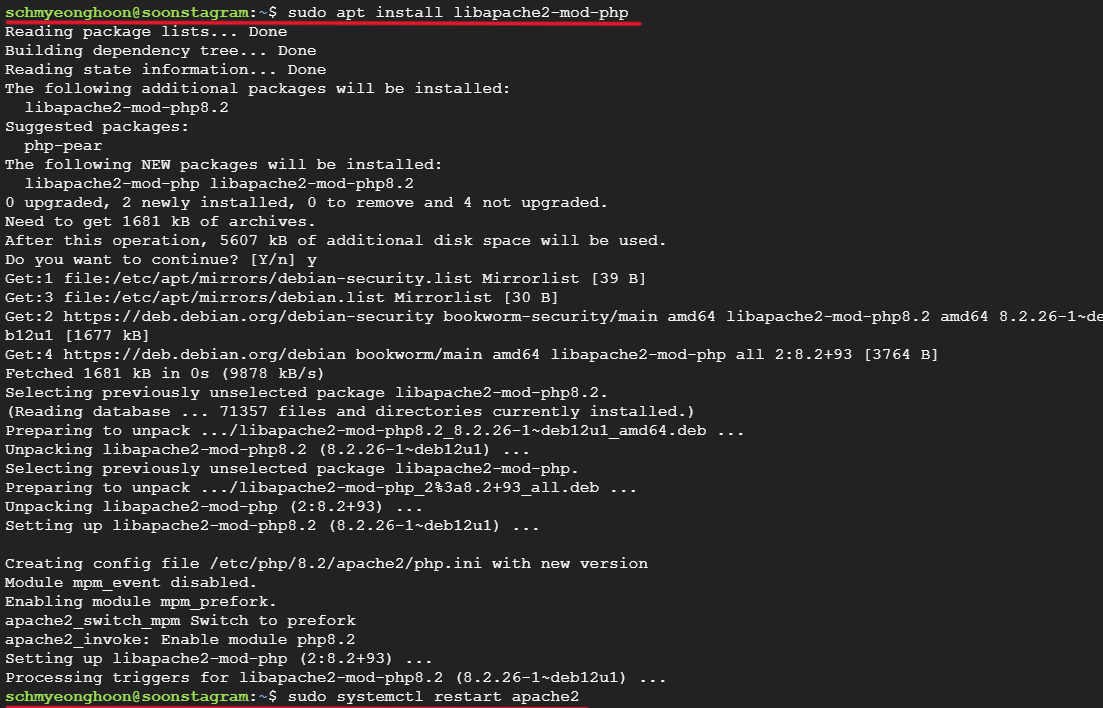 schmyeonghoon@soonstagram:~$ sudo apt install libapache2-mod-php
Reading package lists... Done
Building dependency tree... Done
Reading state information... Done
The following additional packages will be installed:
  libapache2-mod-php8.2
Suggested packages:
  php-pear
The following NEW packages will be installed:
  libapache2-mod-php libapache2-mod-php8.2
0 upgraded, 2 newly installed, 0 to remove and 4 not upgraded.
Need to get 1681 kB of archives.
After this operation, 5607 kB of additional disk space will be used.
Do you want to continue? [Y/n] y
Get:1 file:/etc/apt/mirrors/debian-security.list Mirrorlist [39 B]
Get:3 file:/etc/apt/mirrors/debian.list Mirrorlist [30 B]
Get:2 https://deb.debian.org/debian-security bookworm-security/main amd64 libapache2-mod-php8.2 amd64 8.2.26-1~de
b12u1 [1677 kB]
Get:4 https://deb.debian.org/debian bookworm/main amd64 libapache2-mod-php all 2:8.2+93 [3764 B]
Fetched 1681 kB in 0s (9878 kB/s)
Selecting previously unselected package libapache2-mod-php8.2.
(Reading database ... 71357 files and directories currently installed.)
Preparing to unpack .../libapache2-mod-php8.2_8.2.26-1~deb12u1_amd64.deb ...
Unpacking libapache2-mod-php8.2 (8.2.26-1~deb12u1) ...
Selecting previously unselected package libapache2-mod-php.
Preparing to unpack .../libapache2-mod-php_2%3a8.2+93_all.deb ...
Unpacking libapache2-mod-php (2:8.2+93) ...
Setting up libapache2-mod-php8.2 (8.2.26-1~deb12u1) ...

Creating config file /etc/php/8.2/apache2/php.ini with new version
Module mpm_event disabled.
Enabling module mpm_prefork.
apache2_switch_mpm Switch to prefork
apache2_invoke: Enable module php8.2
Setting up libapache2-mod-php (2:8.2+93) ...
Processing triggers for libapache2-mod-php8.2 (8.2.26-1~deb12u1) ...
schmyeonghoon@soonstagram:~$ sudo systemctl restart apache2